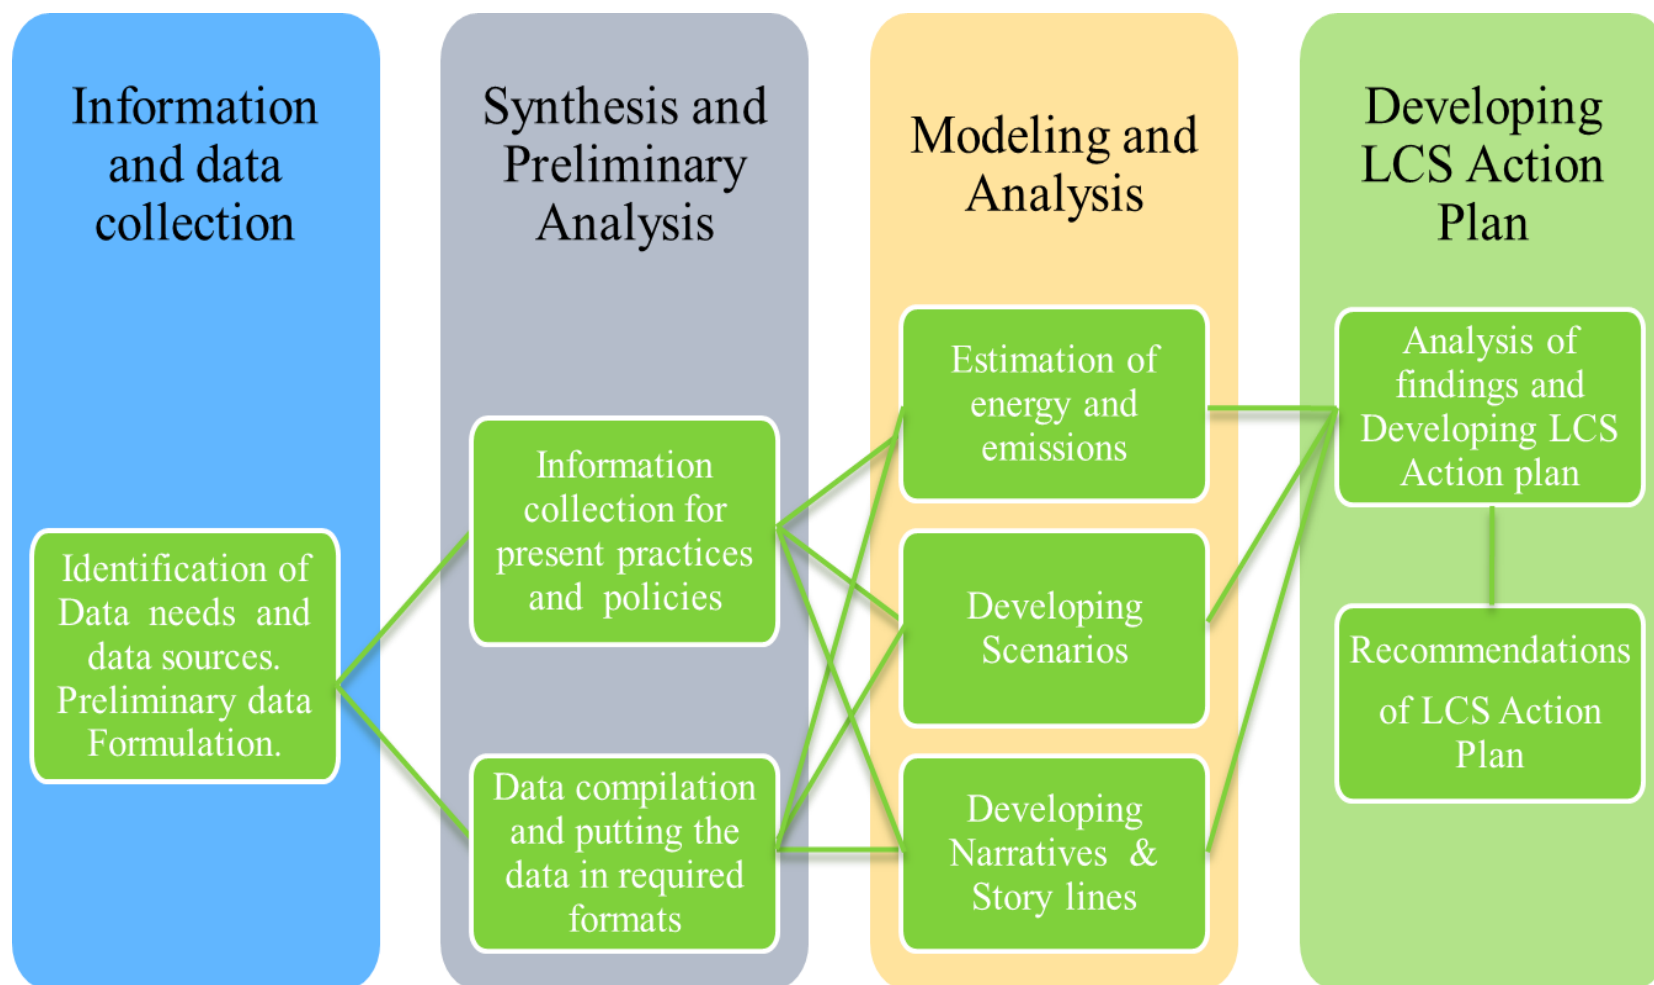 Information
and data
collection
Identification of
Data needs and
data sources.
Preliminary data
Formulation.
Synthesis and
Preliminary
Analysis
Information
collection for
present practices
and policies
Data compilation
and putting the
data in required
formats
Modeling and
Analysis
Estimation of
energy and
emissions
Developing
Scenarios
Developing
Narratives &
Story lines
Developing
LCS Action
Plan
Analysis of
findings and
Developing LCS
Action plan
Recommendations
of LCS Action
Plan